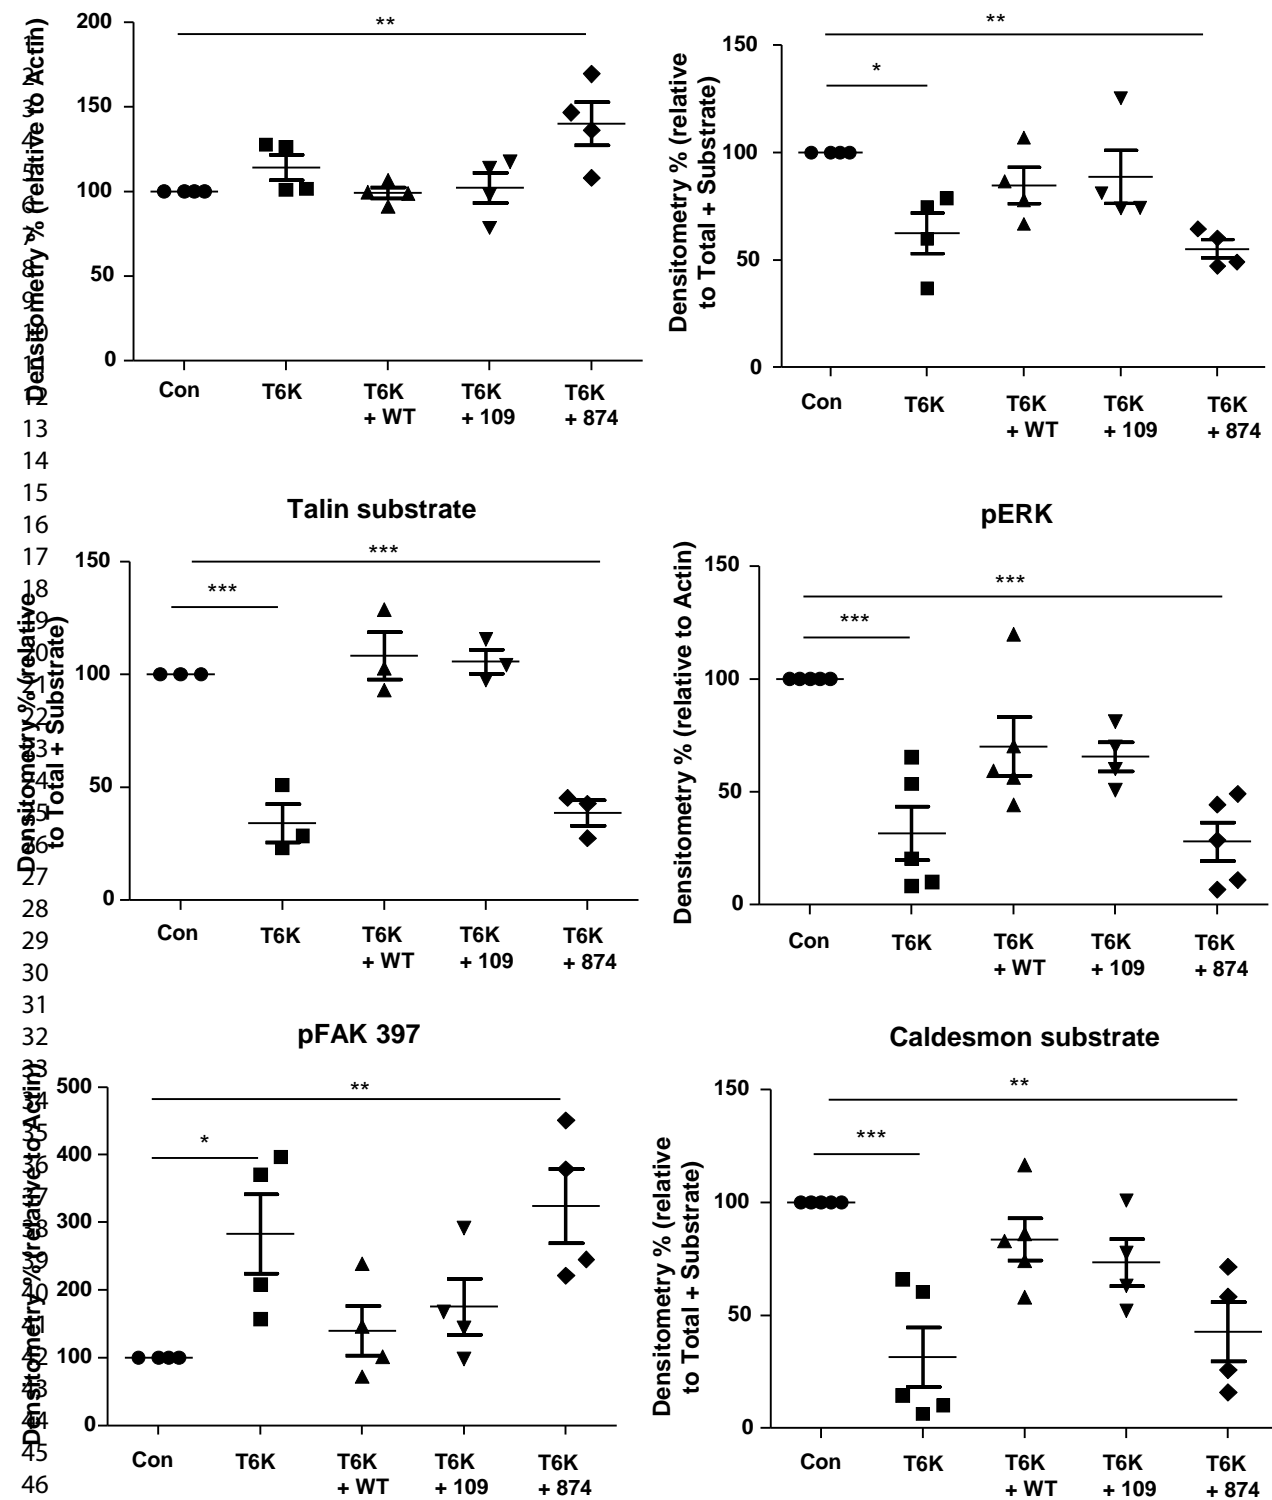 Densitometry % (relative to Actin)
200
150
100
50
0
**
Con
T6K
T6K
+ WT
T6K
+ 109
T6K
+ 874
Densitometry % (relative
to Total + Substrate)
150
100
50
0
**
*
Con
T6K
T6K
+ WT
T6K
+ 109
T6K
+ 874
Talin substrate
Densitometry % (relative
to Total + Substrate)
150
100
50
0
***
***
Con
T6K
T6K
+ WT
T6K
+ 109
T6K
+ 874
pERK
Densitometry % (relative to Actin)
150
100
50
0
***
***
Con
T6K
T6K
+ WT
T6K
+ 109
T6K
+ 874
pFAK 397
Densitometry % (relative to Actin)
500
400
300
200
100
0
**
*
Con
T6K
T6K
+ WT
T6K
+ 109
T6K
+ 874
Caldesmon substrate
Densitometry % (relative
to Total + Substrate)
150
100
50
0
**
***
Con
T6K
T6K
+ WT
T6K
+ 109
T6K
+ 874
12
13
14
15
16
17
18
27
28
29
30
31
32
45
46